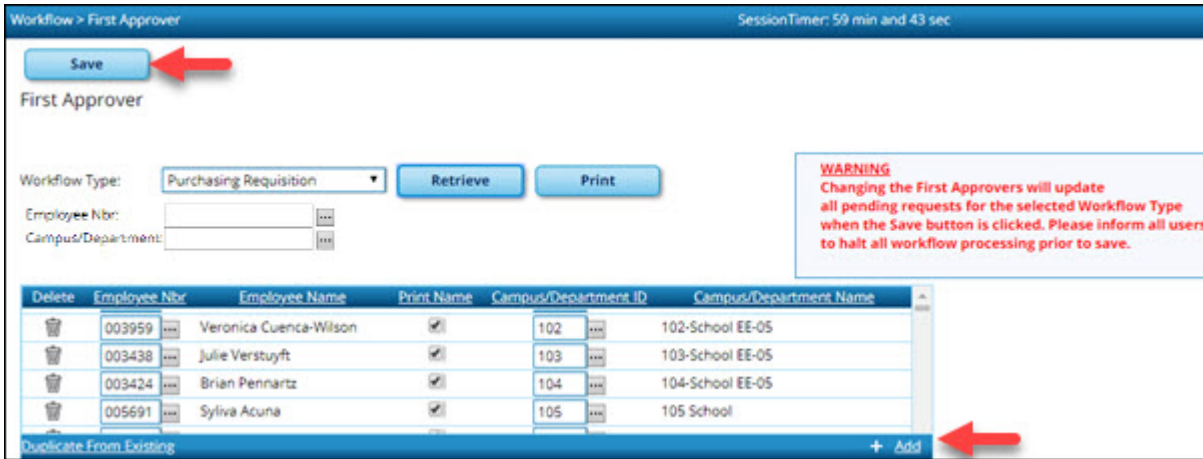 Workflow > First Approver SessionTimer: 59 min and 43 sec
Save
First Approver
Workflow Type: Purchasing Requisition Retrieve Print
Employee Nbr: ...
Campus/Department: ...
WARNING
Changing the First Approvers will update
all pending requests for the selected Workflow Type
when the Save button is clicked. Please inform all users
to halt all workflow processing prior to save.
Delete Employee Nbr Employee Name Print Name Campus/Department ID Campus/Department Name
003959 ... Veronica Cuenca-Wilson 102 ... 102-School EE-05
003438 ... Julie Verstuyft 103 ... 103-School EE-05
003424 ... Brian Pennartz 104 ... 104-School EE-05
005691 ... Syliva Acuna 105 ... 105 School
Duplicate From Existing + Add